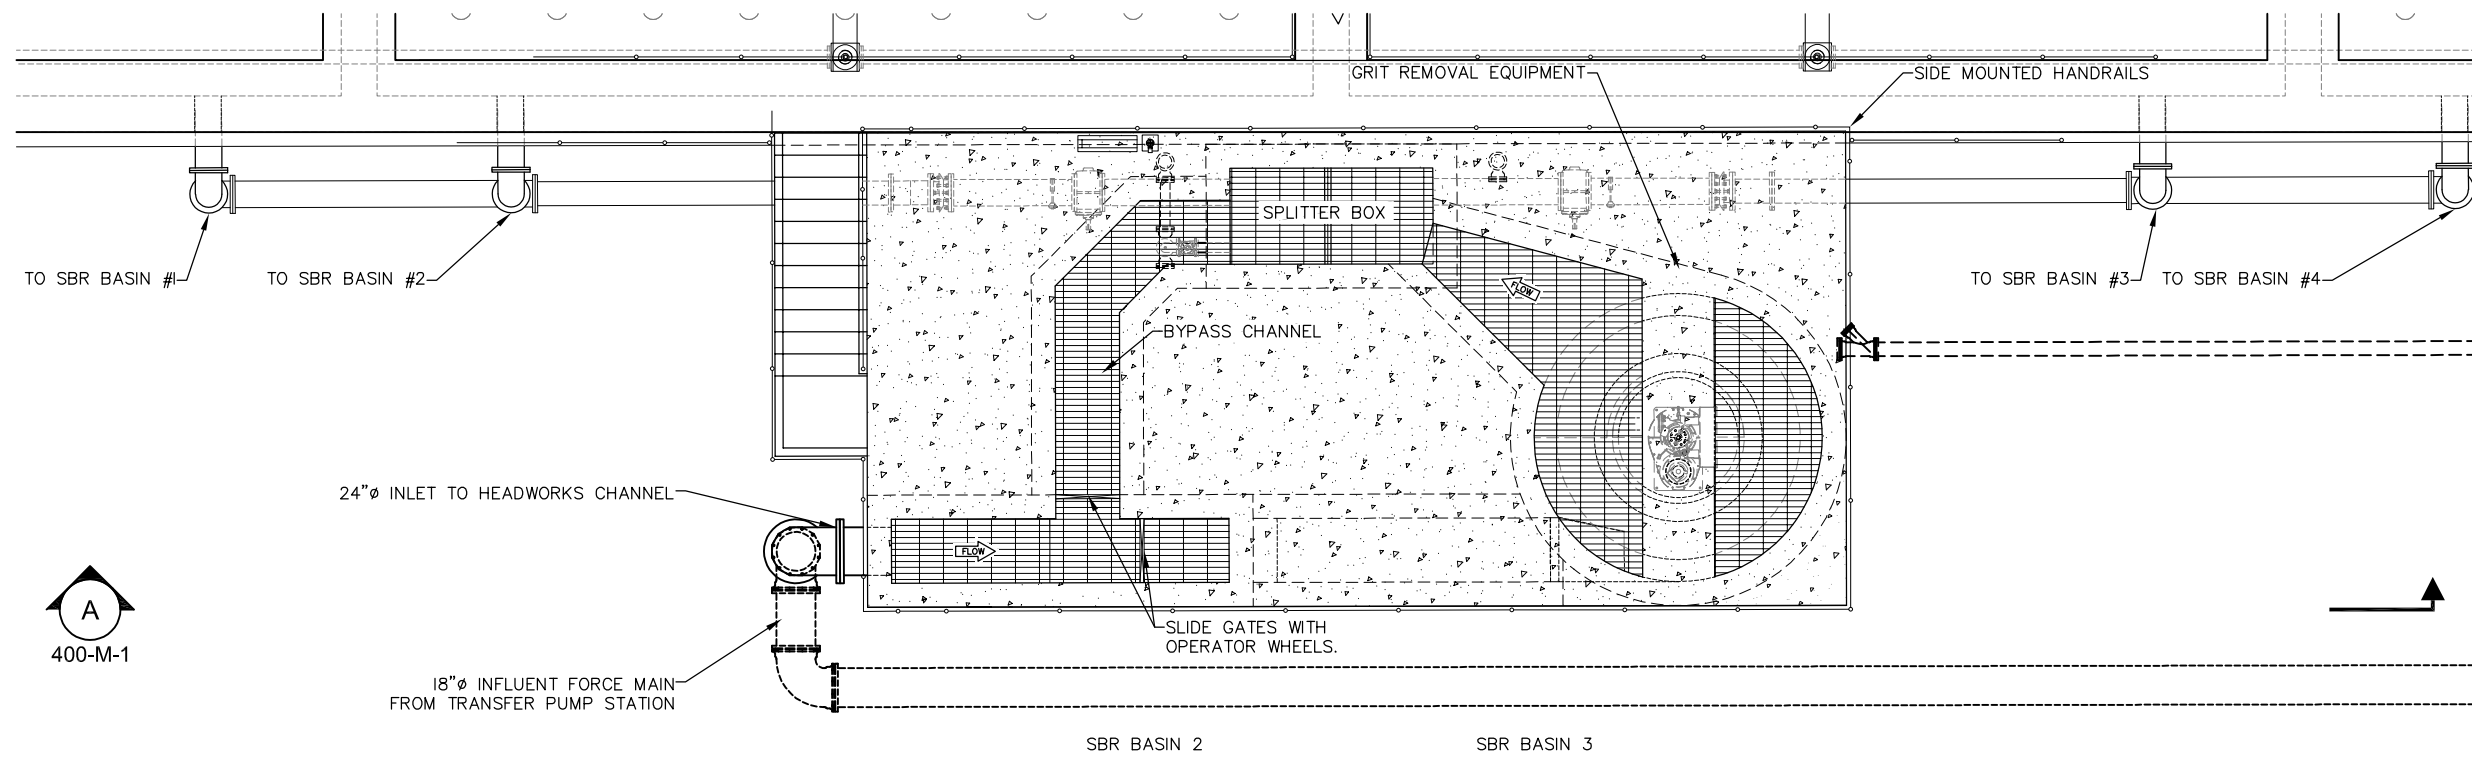 GRIT REMOVAL EQUIPMENT
SIDE MOUNTED HANDRAILS
SPLITTER BOX
TO SBR BASIN #1
TO SBR BASIN #2
TO SBR BASIN #3
TO SBR BASIN #4
FLOW
BYPASS CHANNEL
24"ø INLET TO HEADWORKS CHANNEL
FLOW
A
400-M-1
SLIDE GATES WITH
OPERATOR WHEELS.
18"ø INFLUENT FORCE MAIN
FROM TRANSFER PUMP STATION
SBR BASIN 2
SBR BASIN 3